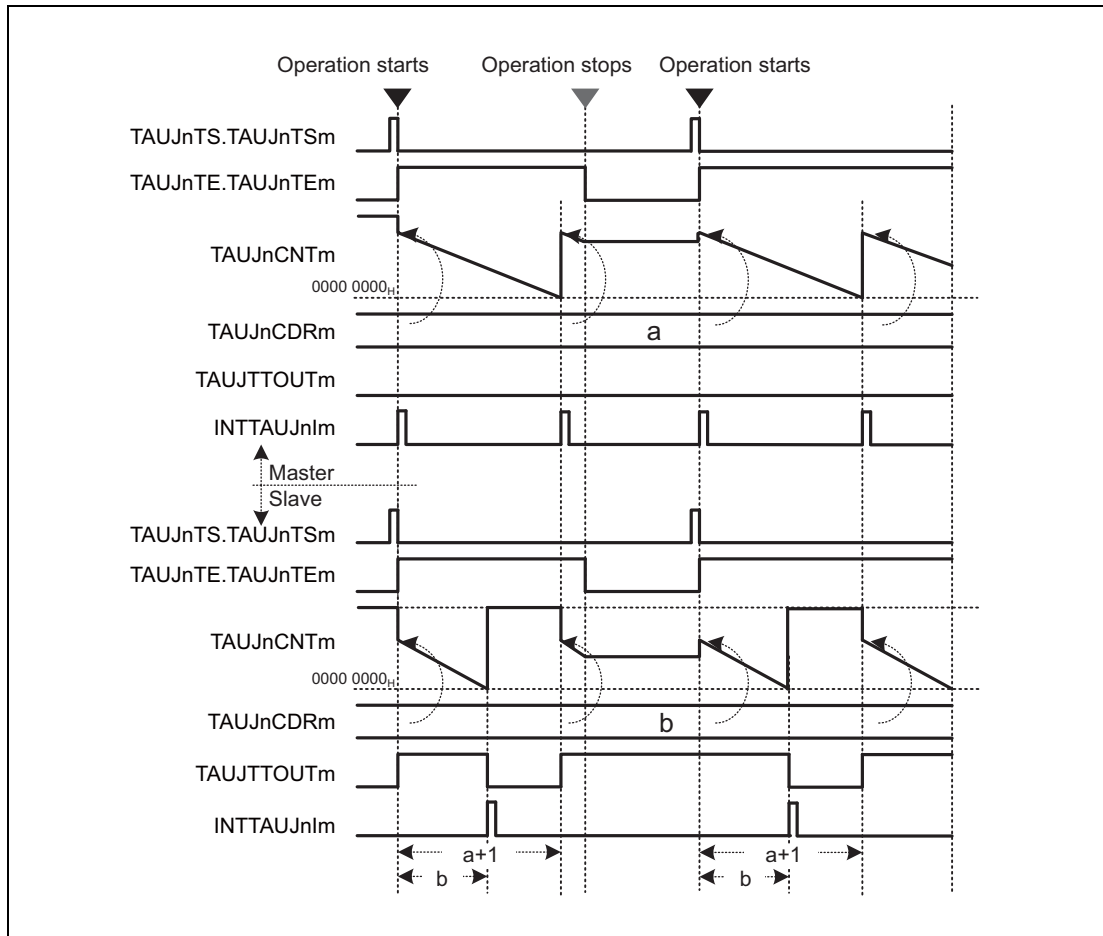 Operation starts Operation stops Operation starts
TAUJnTS.TAUJnTSm
TAUJnTE.TAUJnTEm
TAUJnCNTm
0000 0000H
TAUJnCDRm
a
TAUJTTOUTm
INTTAUJnIm
Master
Slave
TAUJnTS.TAUJnTSm
TAUJnTE.TAUJnTEm
TAUJnCNTm
0000 0000H
TAUJnCDRm
b
TAUJTTOUTm
INTTAUJnIm
a+1 a+1
b b